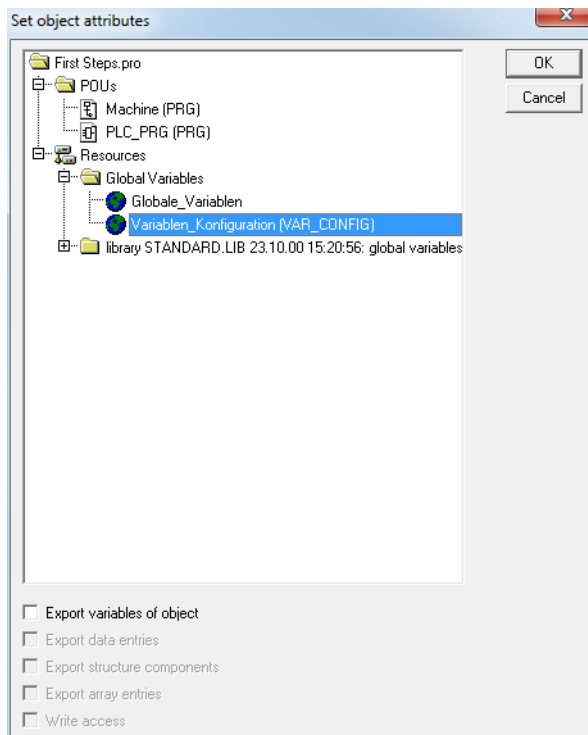 Set object attributes
First Steps.pro
OK
POUs
Cancel
Machine (PRG)
PLC_PRG (PRG)
Resources
Global Variables
Globale_Variablen
Variablen_Konfiguration (VAR_CONFIG)
library STANDARD.LIB 23.10.00 15:20:56: global variables
Export variables of object
Export data entries
Export structure components
Export array entries
Write access